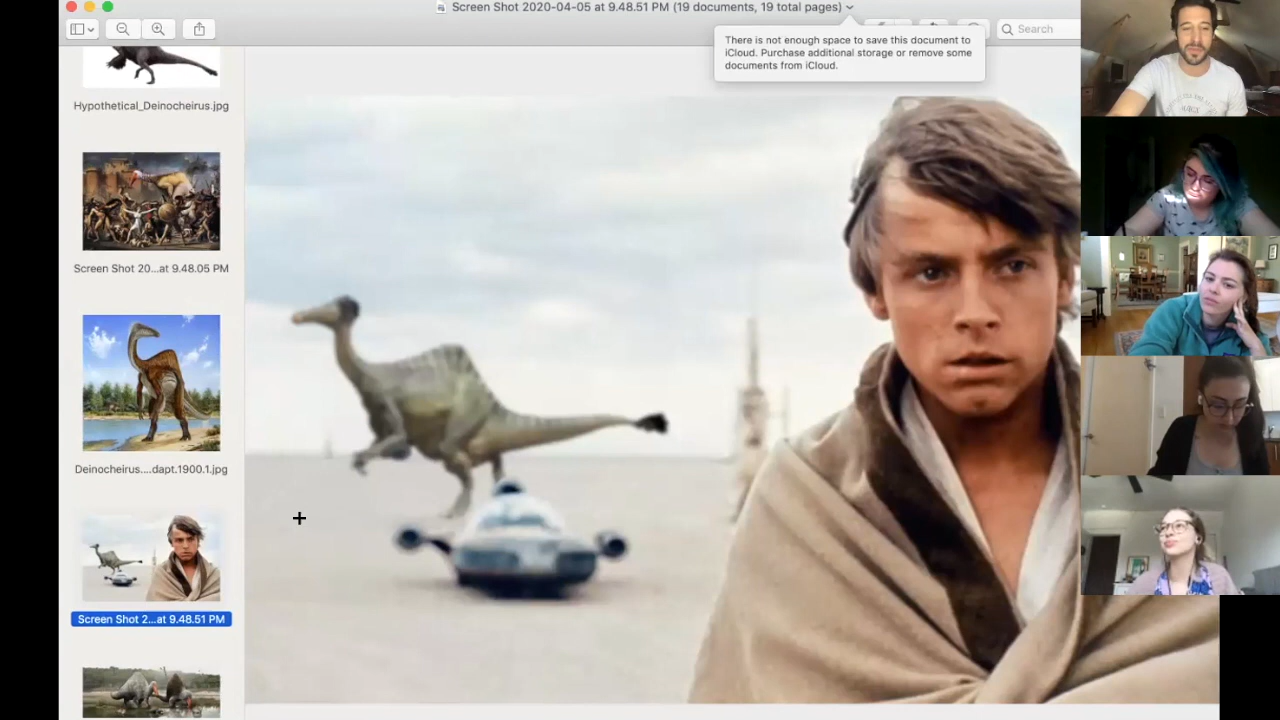 Screen Shot 2020-04-05 at 9.48.51 PM (19 documents, 19 total pages)
Search
There is not enough space to save this document to
iCloud. Purchase additional storage or remove some
documents from iCloud.
Hypothetical_Deinocheirus.jpg
Screen Shot 20...at 9.48.05 PM
Deinocheirus....dapt.1900.1.jpg
Screen Shot 2...at 9.48.51 PM